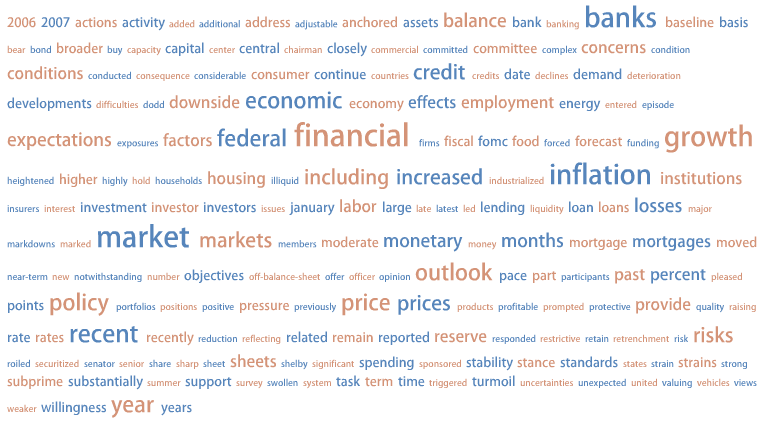 2006 2007 actions activity added additional address adjustable anchored assets balance bank banking banks baseline basis
bear bond broader buy capacity capital center central chairman closely commercial committed committee complex concerns condition
conditions conducted consequence considerable consumer continue countries credit credits date declines demand deterioration
developments difficulties dodd downside economic economy effects employment energy entered episode
expectations exposures factors federal financial firms fiscal fomc food forced forecast funding growth
heightened higher highly hold households housing illiquid including increased industrialized inflation institutions
insurers interest investment investor investors issues january labor large late latest led lending liquidity loan loans losses major
markdowns marked market markets members moderate monetary money months mortgage mortgages moved
near-term new notwithstanding number objectives off-balance-sheet offer officer opinion outlook pace part participants past percent pleased
points policy portfolios positions positive pressure previously price prices products profitable prompted protective provide quality raising
rate rates recent recently reduction reflecting related remain reported reserve responded restrictive retain retrenchment risk risks
roiled securitized senator senior share sharp sheet sheets shelby significant spending sponsored stability stance standards states strain strains strong
subprime substantially summer support survey swollen system task term time triggered turmoil uncertainties unexpected united valuing vehicles views
weaker willingness year years